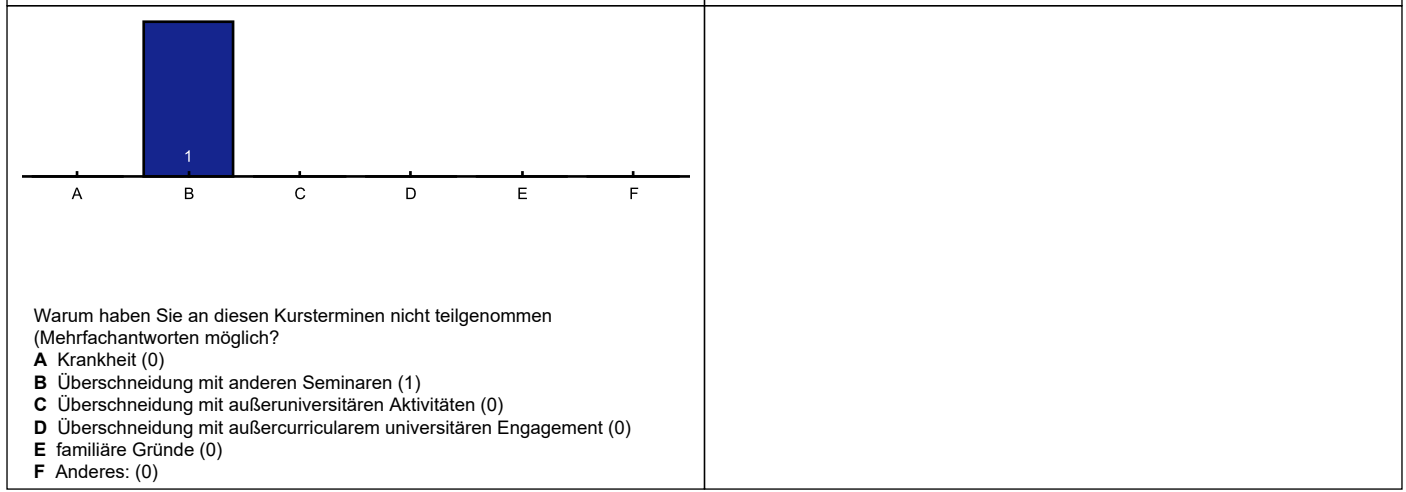 1
A B C D E F
Warum haben Sie an diesen Kursterminen nicht teilgenommen
(Mehrfachantworten möglich?
A Krankheit (0)
B Überschneidung mit anderen Seminaren (1)
C Überschneidung mit außeruniversitären Aktivitäten (0)
D Überschneidung mit außercurricularem universitären Engagement (0)
E familiäre Gründe (0)
F Anderes: (0)